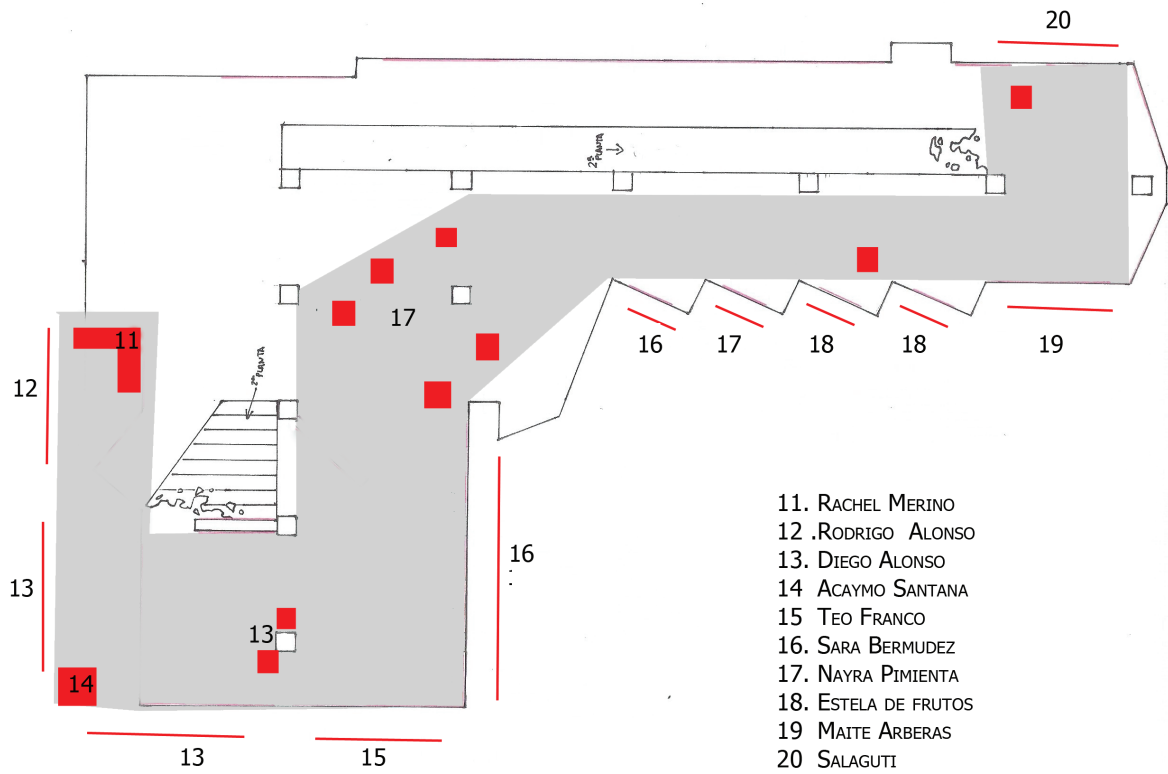 20
2ª PLANTA
17
11
16
17
18
18
19
12
2ª PLANTA
16
13
13
14
13
15
11. RACHEL MERINO
12 .RODRIGO ALONSO
13. DIEGO ALONSO
14 ACAYMO SANTANA
15 TEO FRANCO
16. SARA BERMUDEZ
17. NAYRA PIMIENTA
18. ESTELA DE FRUTOS
19 MAITE ARBERAS
20 SALAGUTI